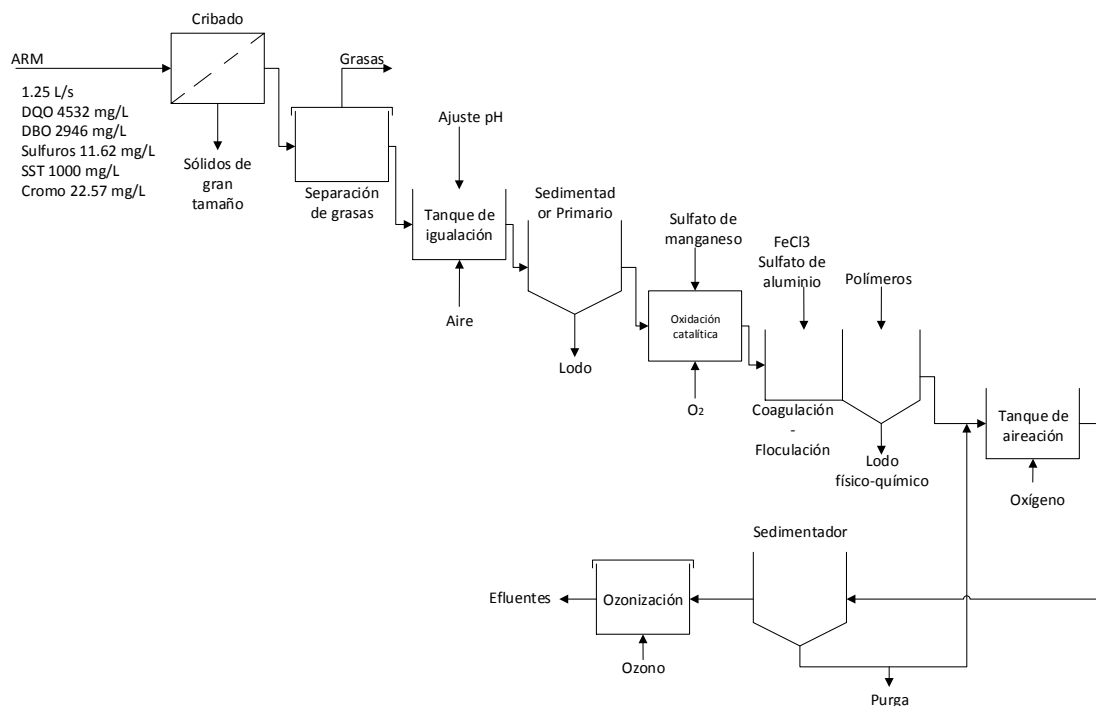 Cribado
ARM
1.25 L/s
DQO 4532 mg/L
DBO 2946 mg/L
Sulfuros 11.62 mg/L
SST 1000 mg/L
Cromo 22.57 mg/L
Sólidos de
gran
tamaño
Grasas
Separación
de grasas
Ajuste pH
Tanque de
igualación
Aire
Sedimentad
or Primario
Lodo
Sulfato de
manganeso
Oxidación
catalítica
O2
FeCl3
Sulfato de
aluminio
Coagulación
-
Floculación
Polímeros
Lodo
físico-químico
Tanque de
aireación
Oxígeno
Sedimentador
Efluentes
Ozonización
Ozono
Purga